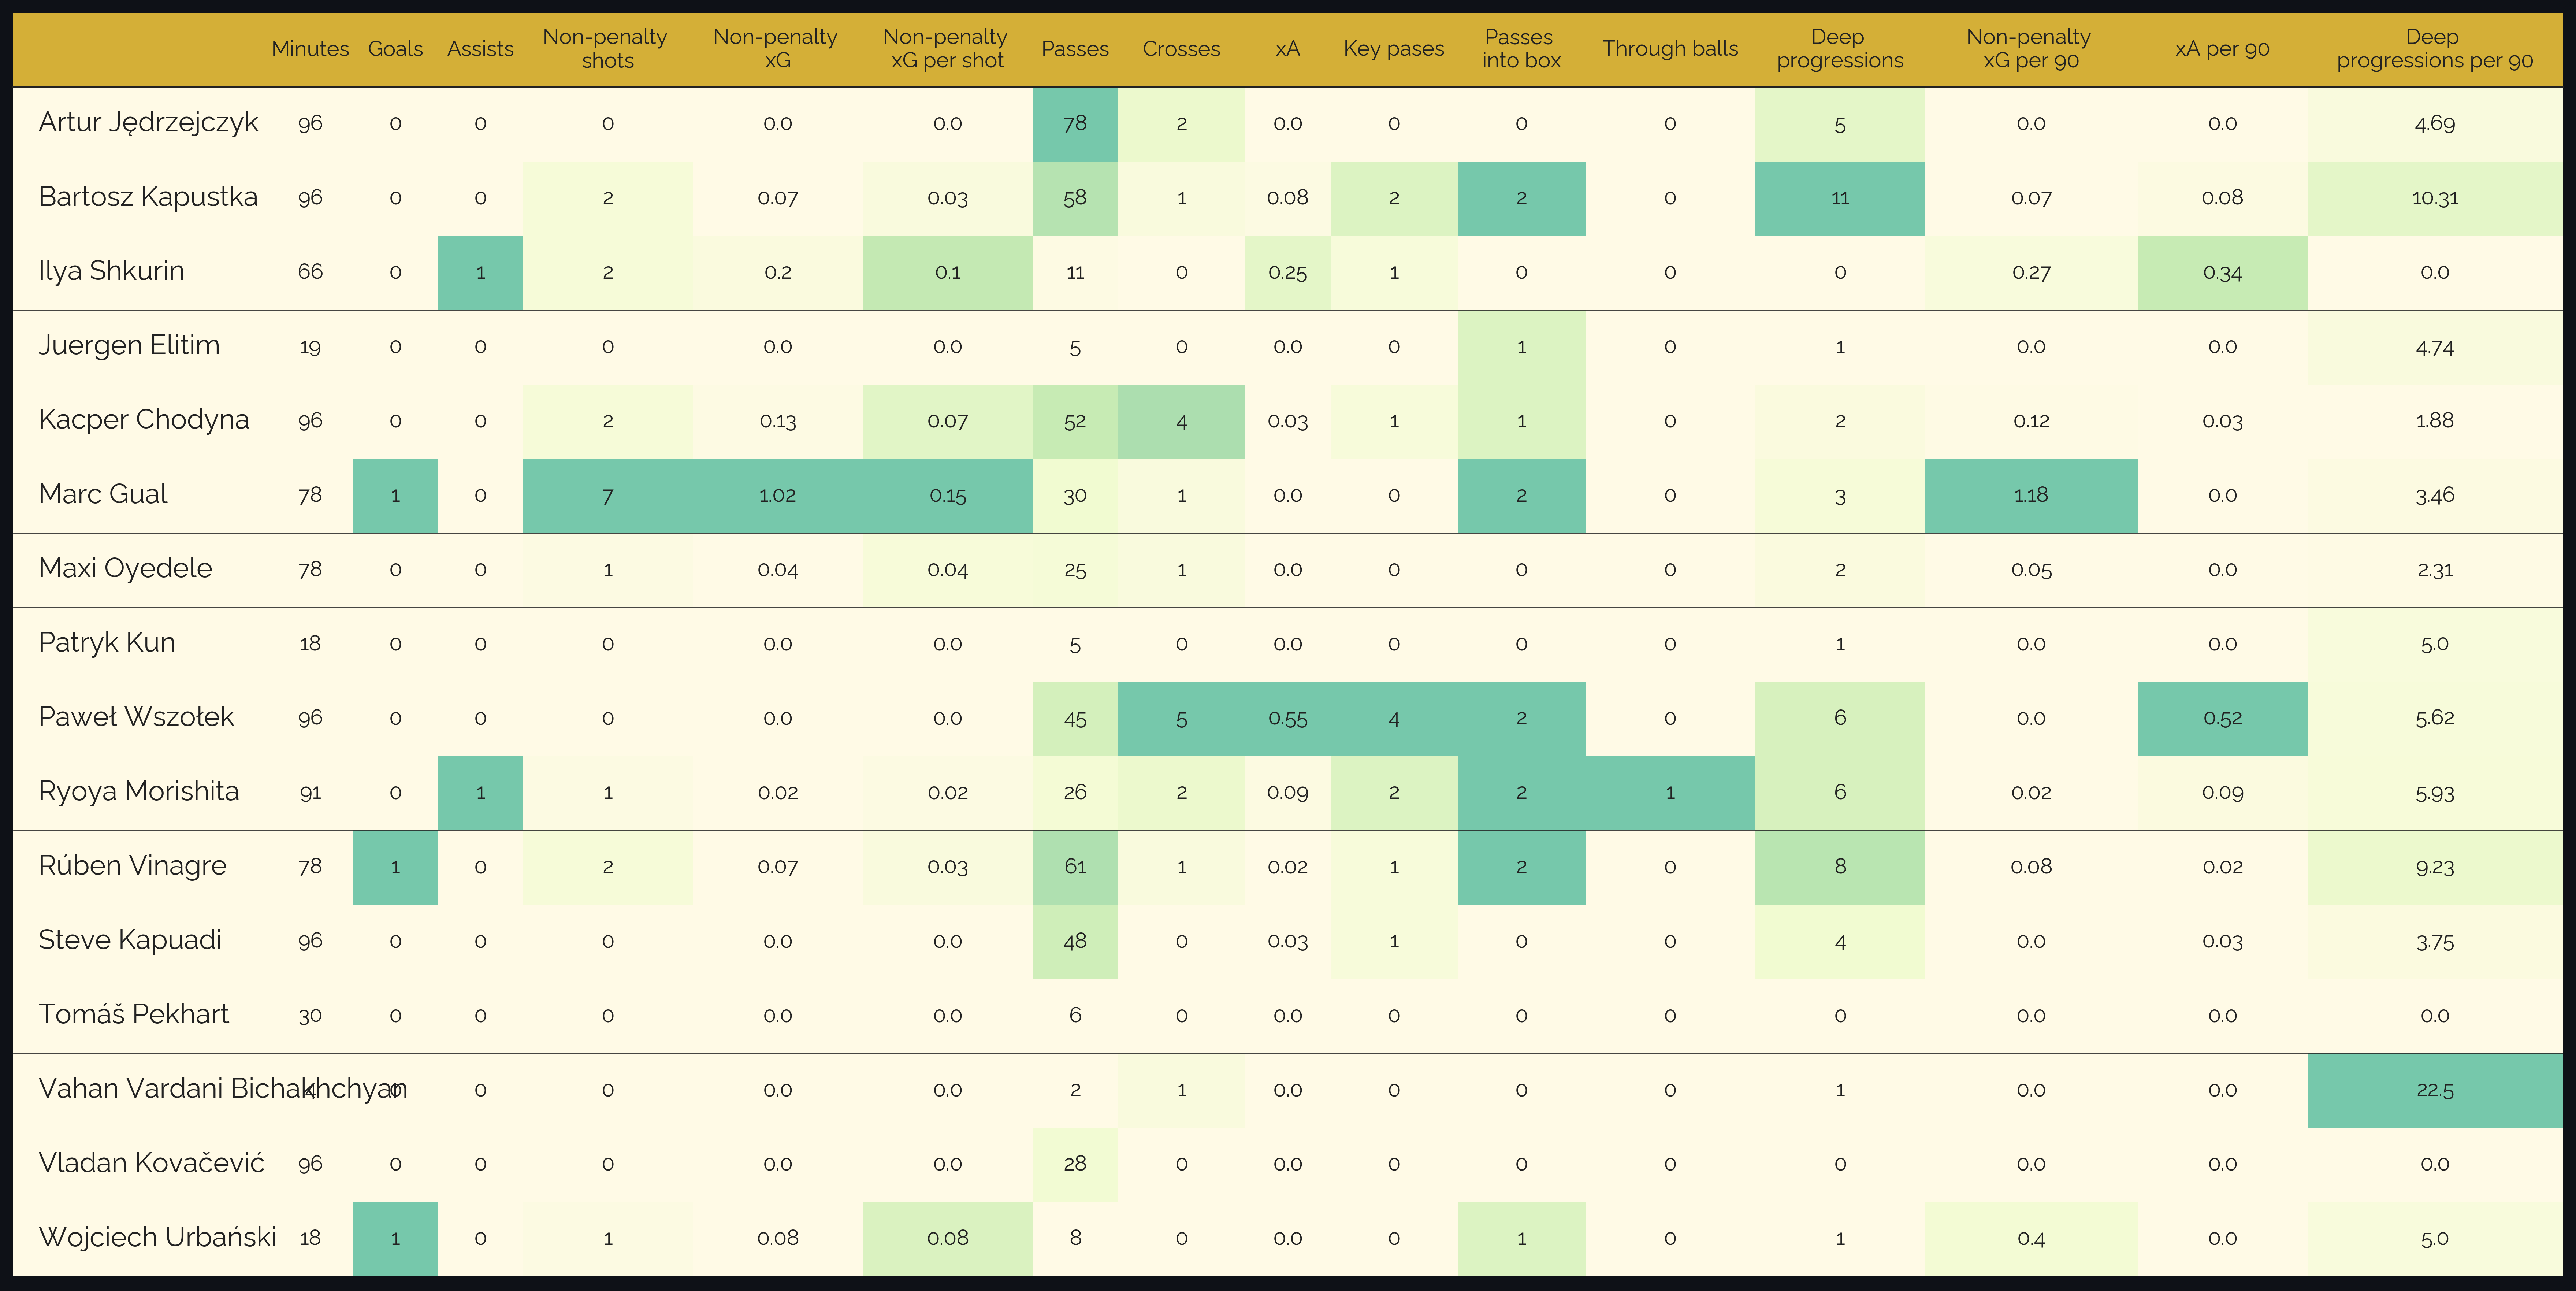 Minutes Goals Assists Non-penalty shots Non-penalty xG Non-penalty xG per shot Passes Crosses xA Key pases Passes into box Through balls Deep progressions Non-penalty xG per 90 xA per 90 Deep progressions per 90
Artur Jędrzejczyk 96 0 0 0 0.0 0.0 78 2 0.0 0 0 0 5 0.0 0.0 4.69
Bartosz Kapustka 96 0 0 2 0.07 0.03 58 1 0.08 2 2 0 11 0.07 0.08 10.31
Ilya Shkurin 66 0 1 2 0.2 0.1 11 0 0.25 1 0 0 0 0.27 0.34 0.0
Juergen Elitim 19 0 0 0 0.0 0.0 5 0 0.0 0 1 0 1 0.0 0.0 4.74
Kacper Chodyna 96 0 0 2 0.13 0.07 52 4 0.03 1 1 0 2 0.12 0.03 1.88
Marc Gual 78 1 0 7 1.02 0.15 30 1 0.0 0 2 0 3 1.18 0.0 3.46
Maxi Oyedele 78 0 0 1 0.04 0.04 25 1 0.0 0 0 0 2 0.05 0.0 2.31
Patryk Kun 18 0 0 0 0.0 0.0 5 0 0.0 0 0 0 1 0.0 0.0 5.0
Paweł Wszołek 96 0 0 0 0.0 0.0 45 5 0.55 4 2 0 6 0.0 0.52 5.62
Ryoya Morishita 91 0 1 1 0.02 0.02 26 2 0.09 2 2 1 6 0.02 0.09 5.93
Rúben Vinagre 78 1 0 2 0.07 0.03 61 1 0.02 1 2 0 8 0.08 0.02 9.23
Steve Kapuadi 96 0 0 0 0.0 0.0 48 0 0.03 1 0 0 4 0.0 0.03 3.75
Tomáš Pekhart 30 0 0 0 0.0 0.0 6 0 0.0 0 0 0 0 0.0 0.0 0.0
Vahan Vardani Bichakhchyan 4 0 0 0 0.0 0.0 2 1 0.0 0 0 0 1 0.0 0.0 22.5
Vladan Kovačević 96 0 0 0 0.0 0.0 28 0 0.0 0 0 0 0 0.0 0.0 0.0
Wojciech Urbański 18 1 0 1 0.08 0.08 8 0 0.0 0 1 0 1 0.4 0.0 5.0